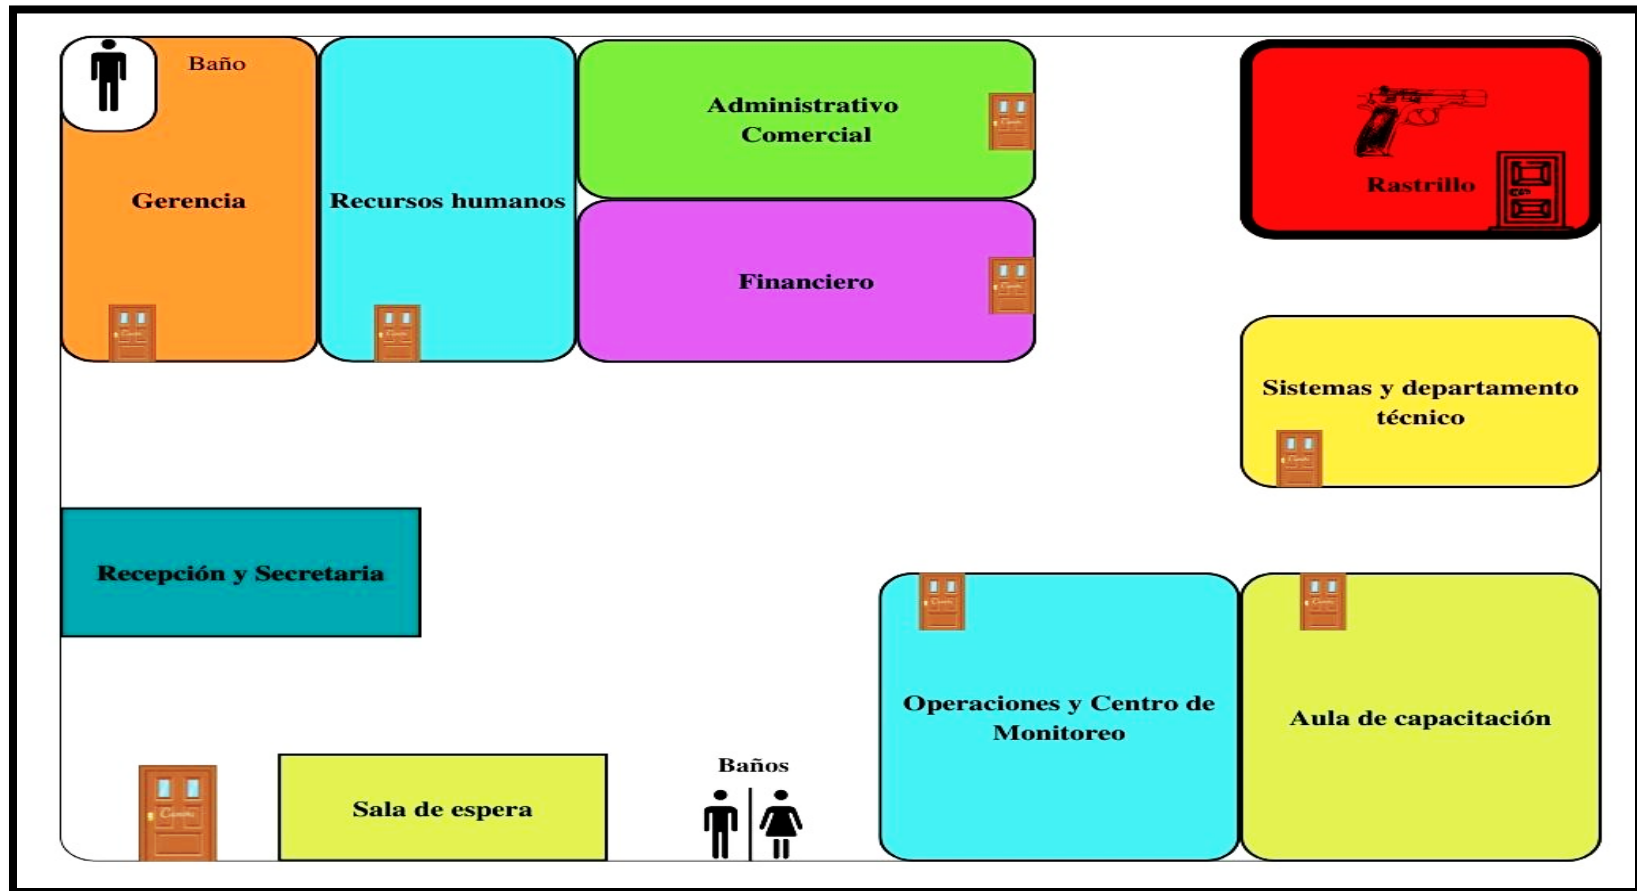 Baño
Gerencia
Recursos humanos
Administrativo
Comercial
Financiero
Rastrillo
Sistemas y departamento
técnico
Recepción y Secretaria
Operaciones y Centro de
Monitoreo
Aula de capacitación
Baños
Sala de espera